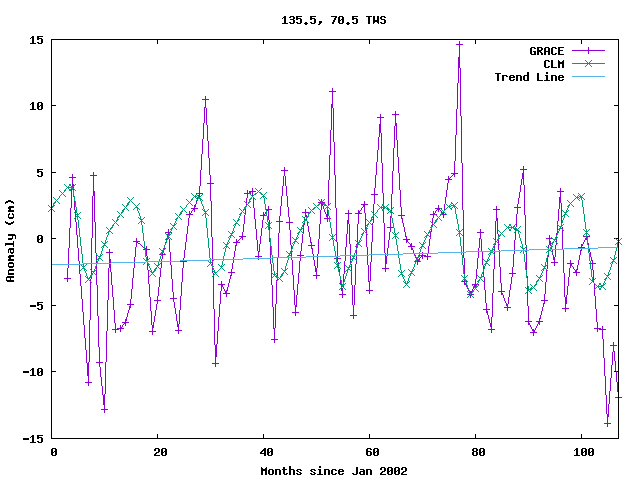 135.5, 70.5 TWS
GRACE
CLM
Trend Line
15
10
5
0
-5
-10
-15
Anomaly (cm)
0 20 40 60 80 100
Months since Jan 2002